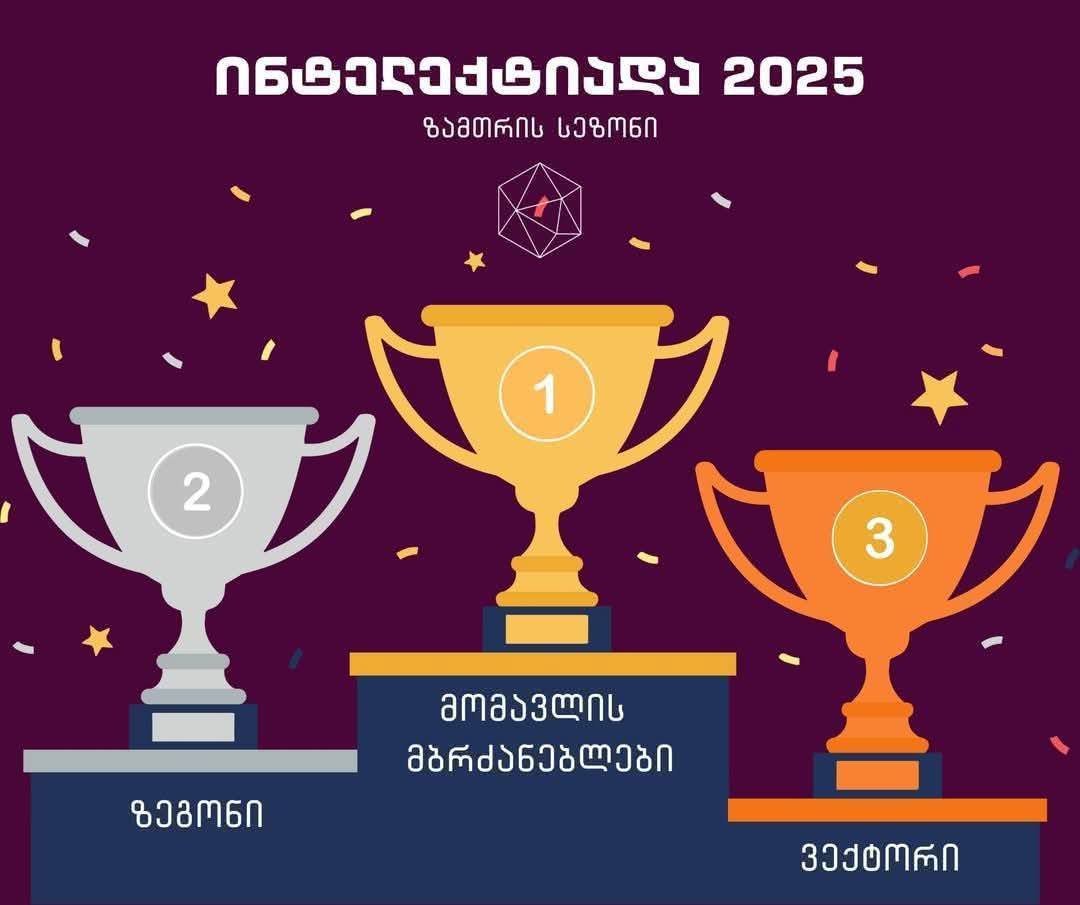 ინტელექტიადა 2025
ზამთრის სეზონი
1
2
3
მომავლის
მბრძანებლები
ზეგონი
ვექტორი